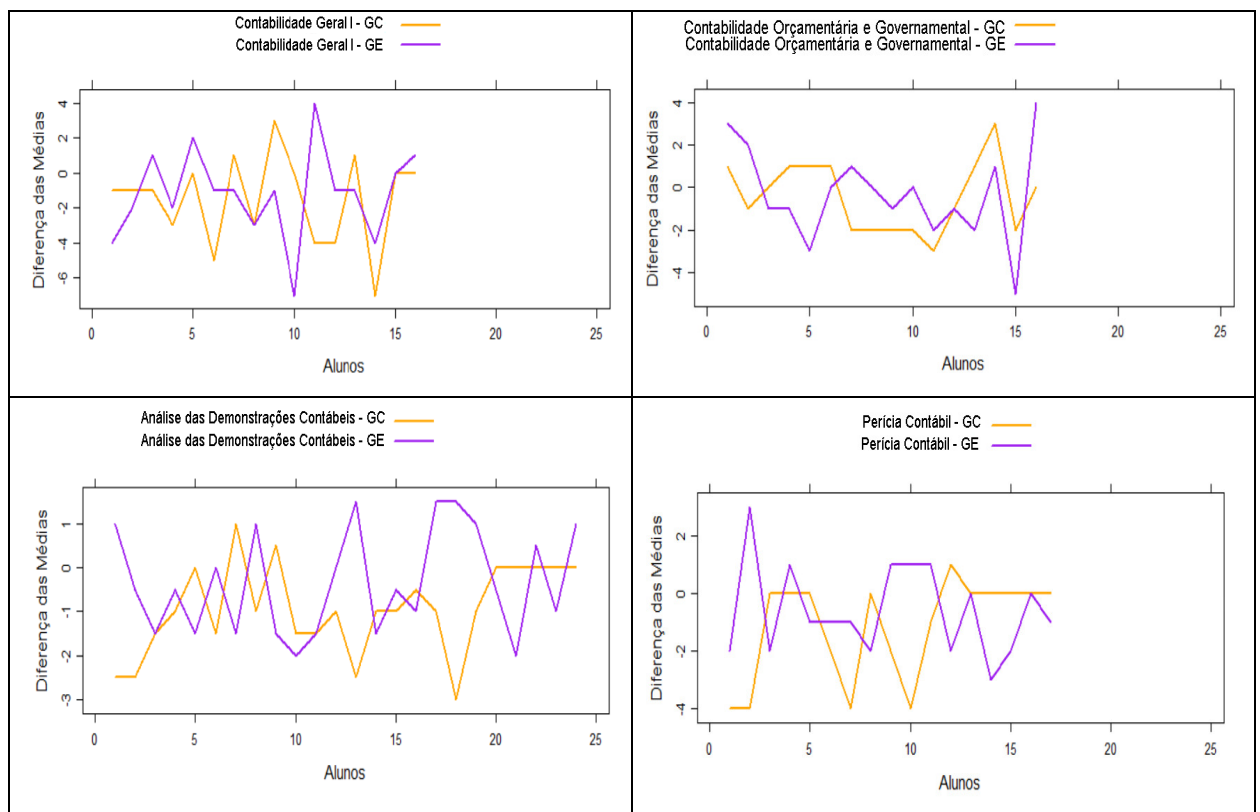 Contabilidade Geral I - GC
Contabilidade Geral I - GE
Diferença das Médias
4
2
0
-2
-4
-6
0 5 10 15 20 25
Alunos
Contabilidade Orçamentária e Governamental - GC
Contabilidade Orçamentária e Governamental - GE
Diferença das Médias
4
2
0
-2
-4
0 5 10 15 20 25
Alunos
Análise das Demonstrações Contábeis - GC
Análise das Demonstrações Contábeis - GE
Diferença das Médias
1
0
-1
-2
-3
0 5 10 15 20 25
Alunos
Perícia Contábil - GC
Perícia Contábil - GE
Diferença das Médias
2
0
-2
-4
0 5 10 15 20 25
Alunos